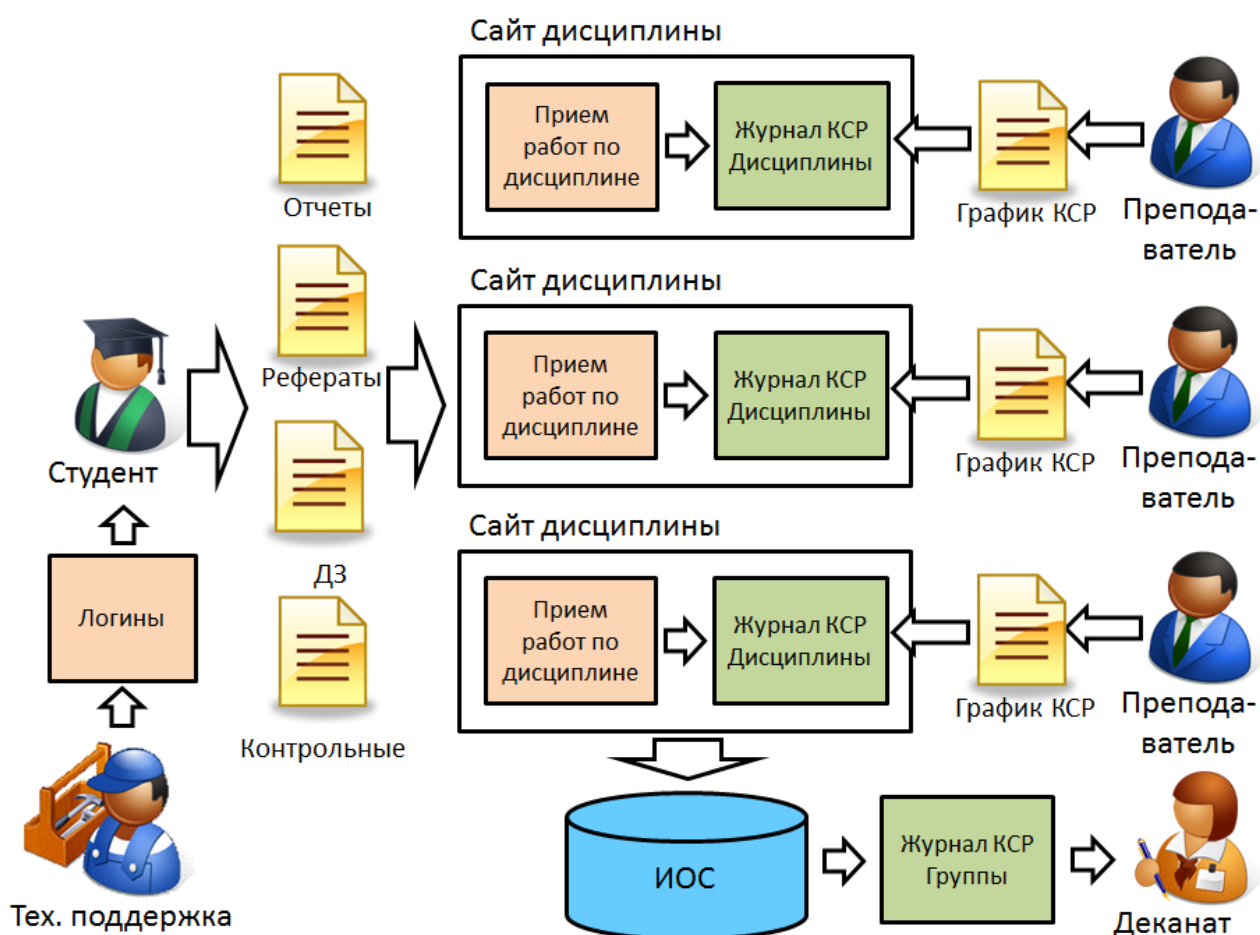 Сайт дисциплины
Прием
работ по
дисциплине
Журнал КСР
Дисциплины
График КСР
Препода-
ватель
Отчеты
Сайт дисциплины
Прием
работ по
дисциплине
Журнал КСР
Дисциплины
График КСР
Препода-
ватель
Рефераты
Студент
Сайт дисциплины
Прием
работ по
дисциплине
Журнал КСР
Дисциплины
График КСР
Препода-
ватель
ДЗ
Логины
Контрольные
Тех. поддержка
ИОС
Журнал КСР
Группы
Деканат